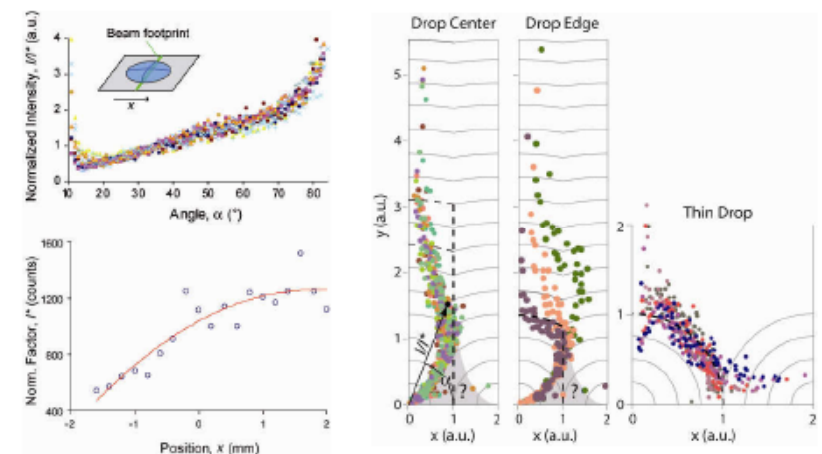 Normalized Intensity, I/I* (a.u.)
4
3
2
1
0
Beam footprint
x
10 20 30 40 50 60 70 80
Angle, α (°)
Norm. Factor, I* (counts)
1600
1200
800
400
-2 -1 0 1 2
Position, x (mm)
Drop Center
Drop Edge
y (a.u.)
5
4
3
2
1
0
I/I*
?
?
0 1 2
x (a.u.)
0 1 2
x (a.u.)
Thin Drop
2
1
0
0 1 2
x (a.u.)